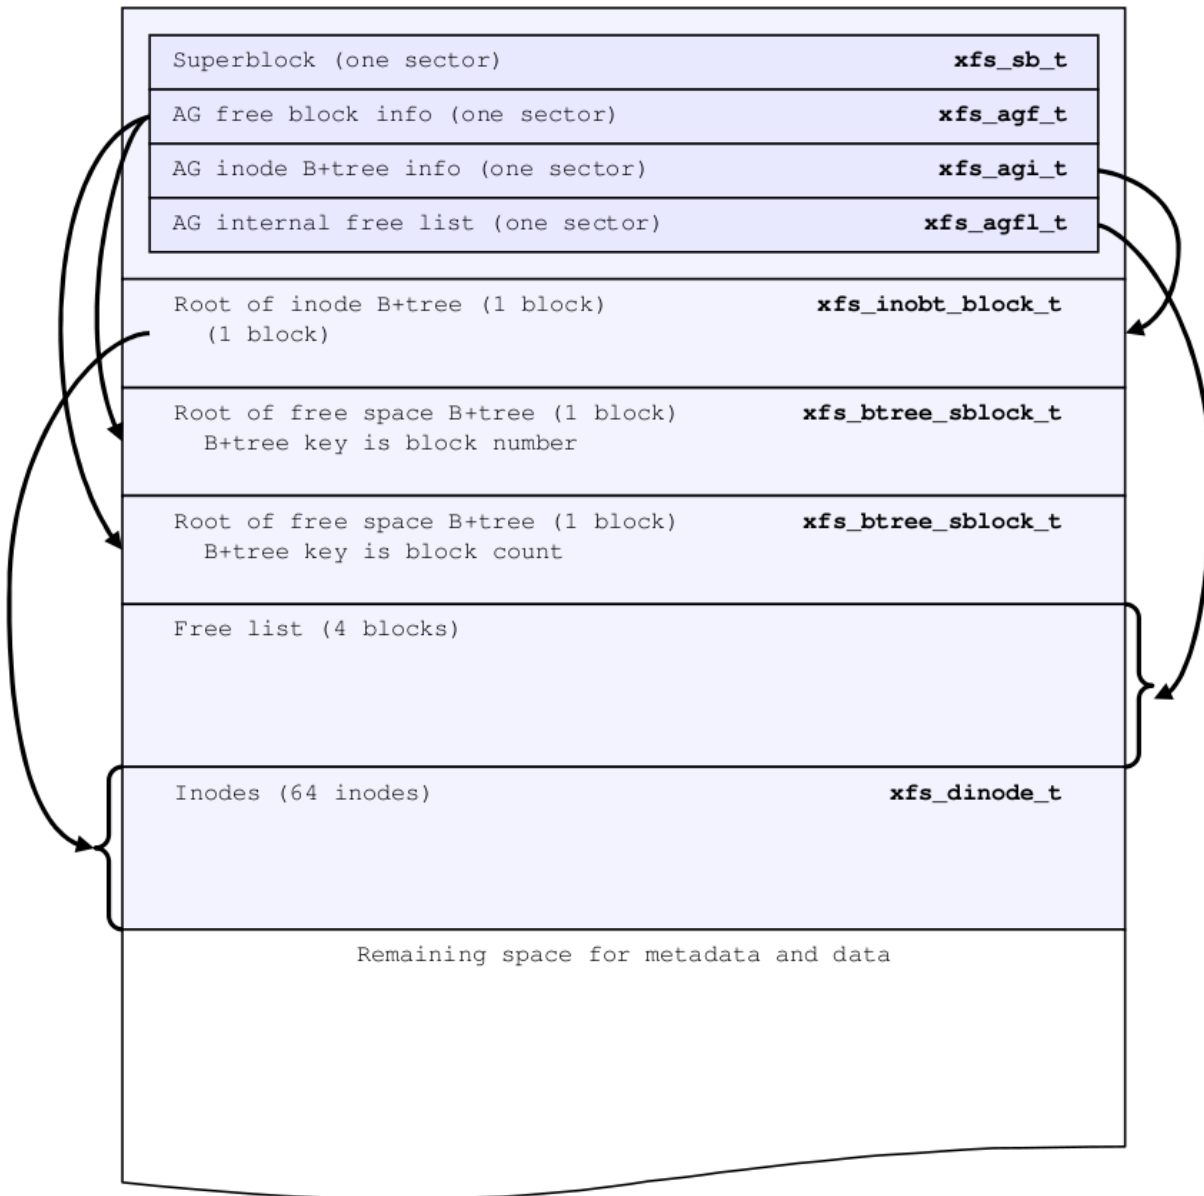 Superblock (one sector) xfs_sb_t
AG free block info (one sector) xfs_agf_t
AG inode B+tree info (one sector) xfs_agi_t
AG internal free list (one sector) xfs_agfl_t
Root of inode B+tree (1 block) xfs_inobt_block_t
(1 block)
Root of free space B+tree (1 block) xfs_btree_sblock_t
B+tree key is block number
Root of free space B+tree (1 block) xfs_btree_sblock_t
B+tree key is block count
Free list (4 blocks)
Inodes (64 inodes) xfs_dinode_t
Remaining space for metadata and data